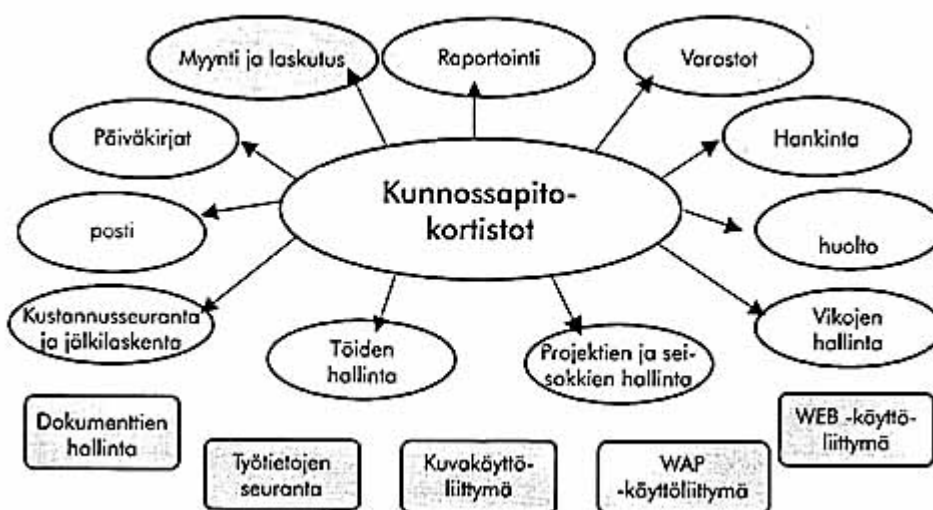 Myynti ja laskutus
Raportointi
Varastot
Päiväkirjat
Kunnossapito-
kortistot
Hankinta
posti
huolto
Kustannusseuranta
ja jälkilaskenta
Töiden
hallinta
Projektien ja sei-
sokkien hallinta
Vikojen
hallinta
Dokumenttien
hallinta
Työtietojen
seuranta
Kuvakäyttö-
liittymä
WAP
-käyttöliittymä
WEB -käyttö-
liittymä